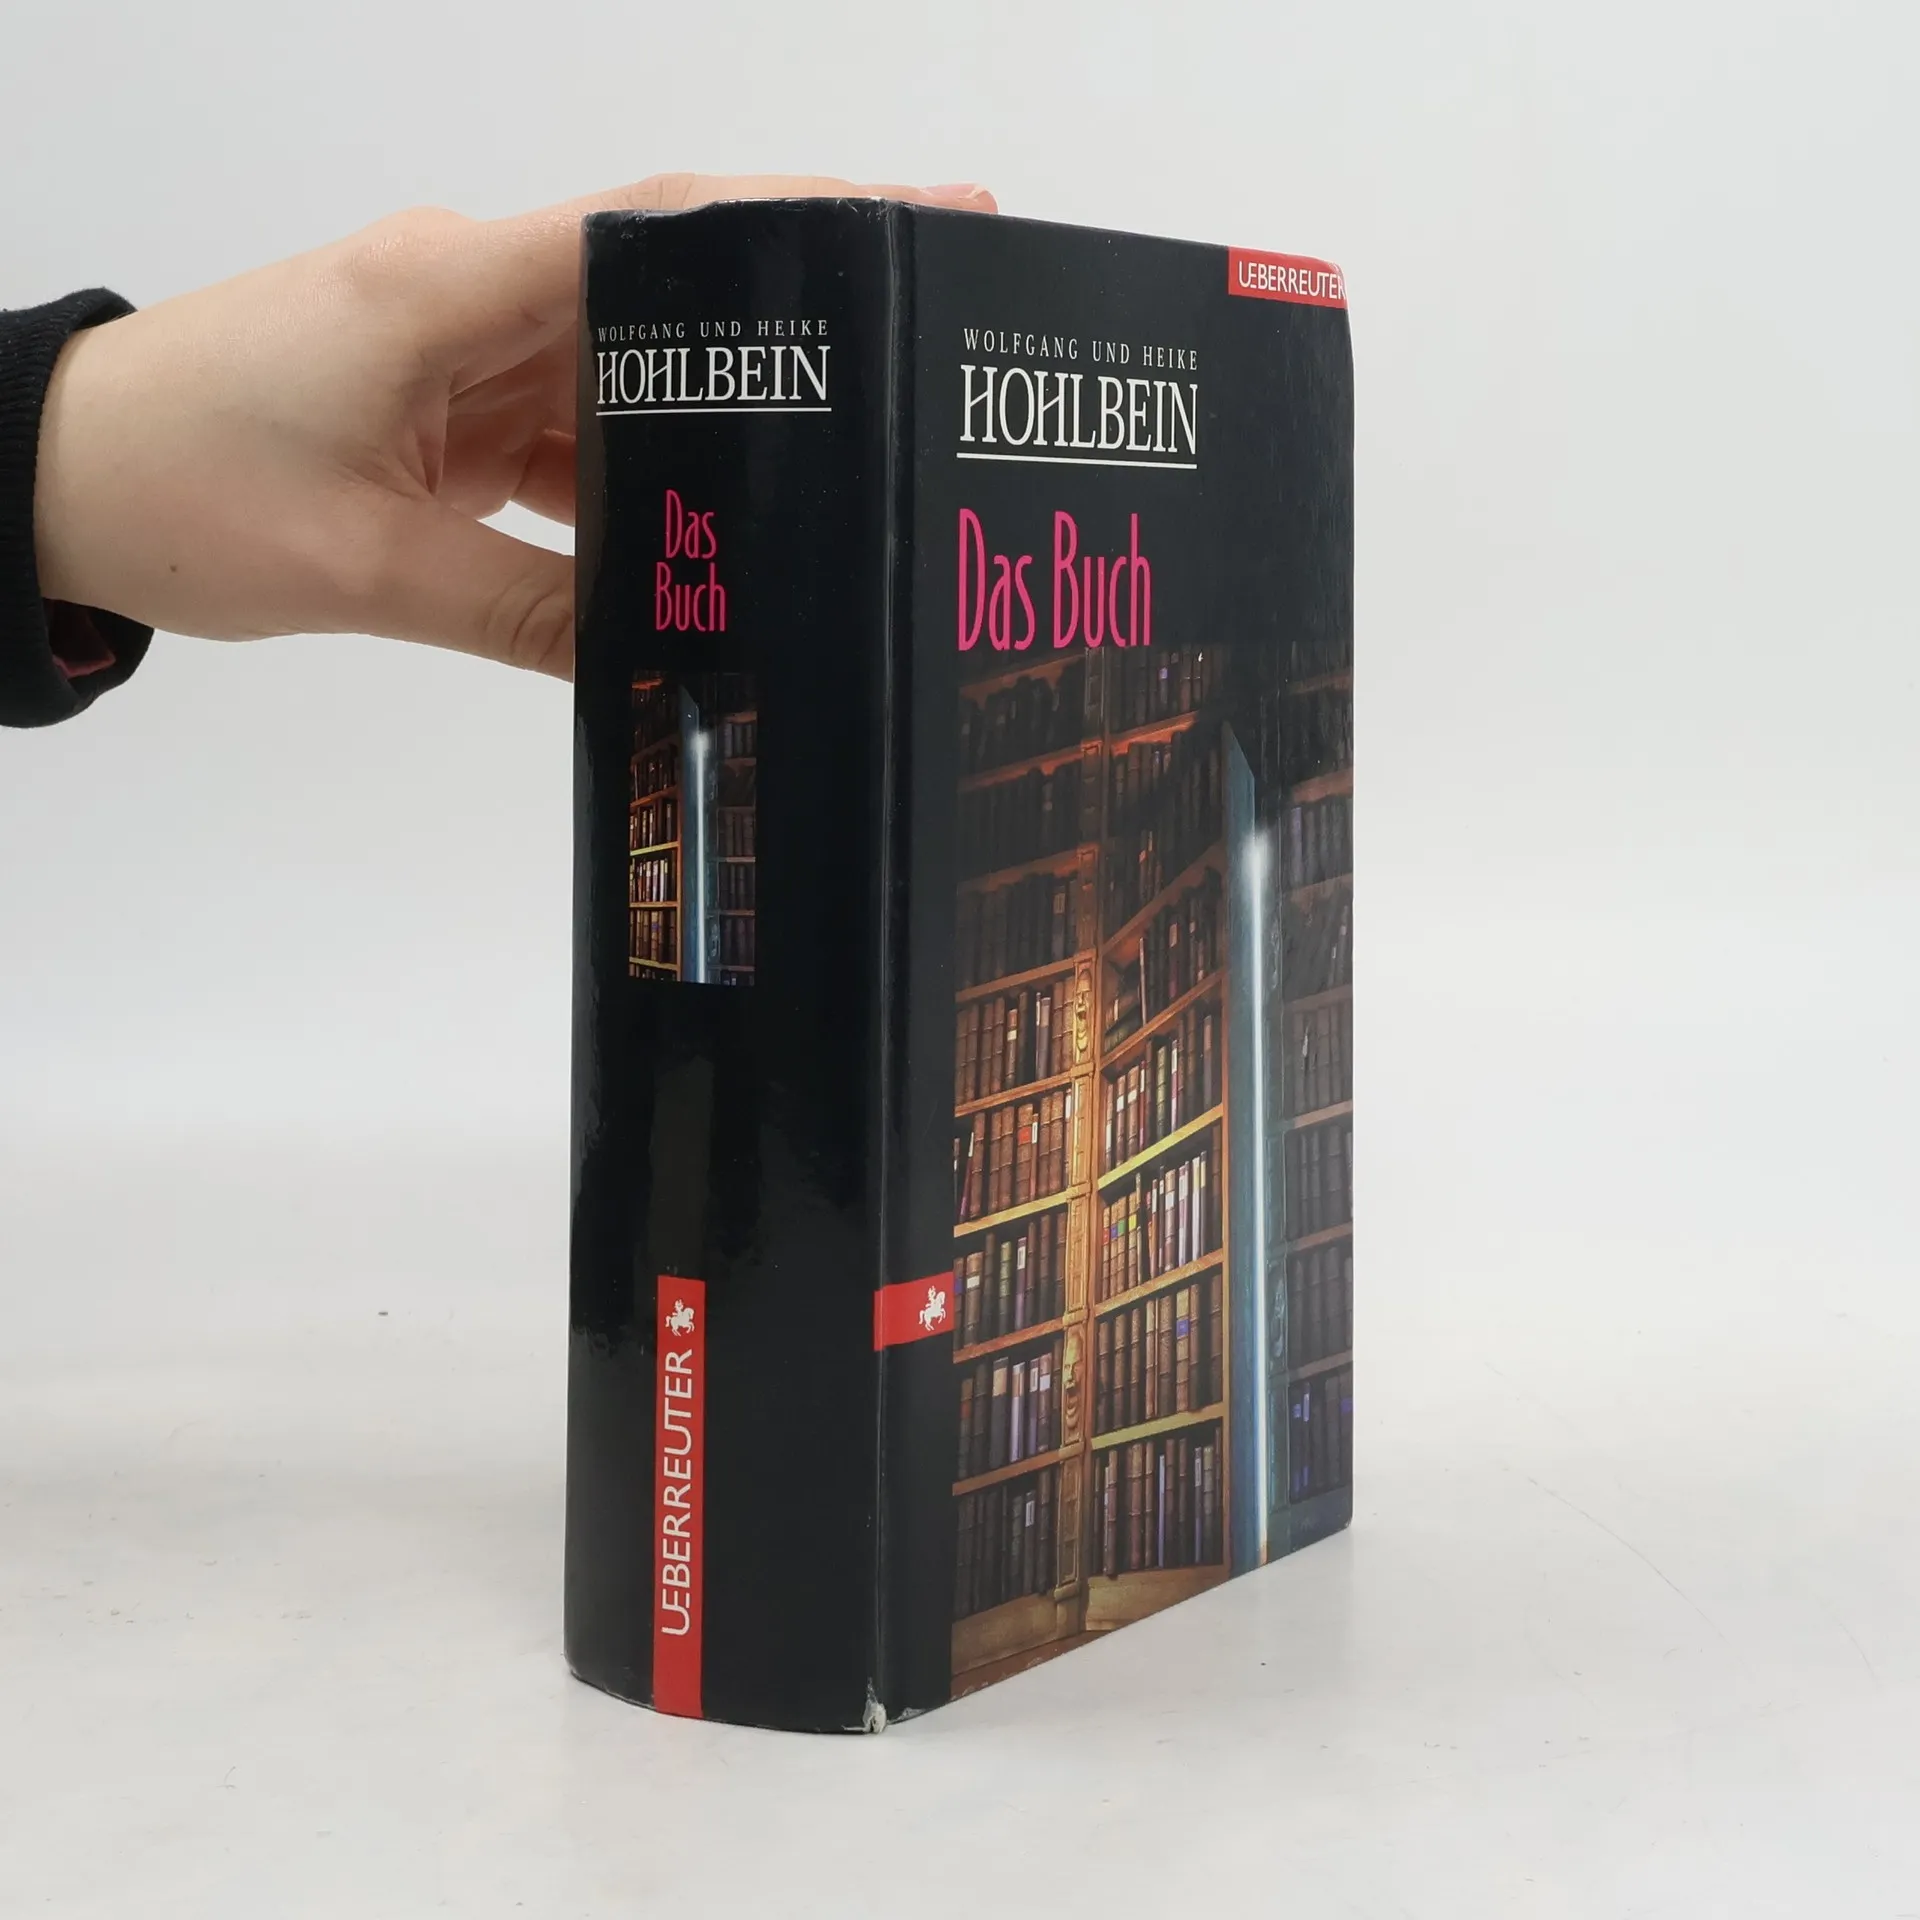 WOLFGANG UND HEIKE
HOHLBEIN
Das
Buch
UEBERREUTER
UEBERREUTER
WOLFGANG UND HEIKE
HOHLBEIN
Das Buch